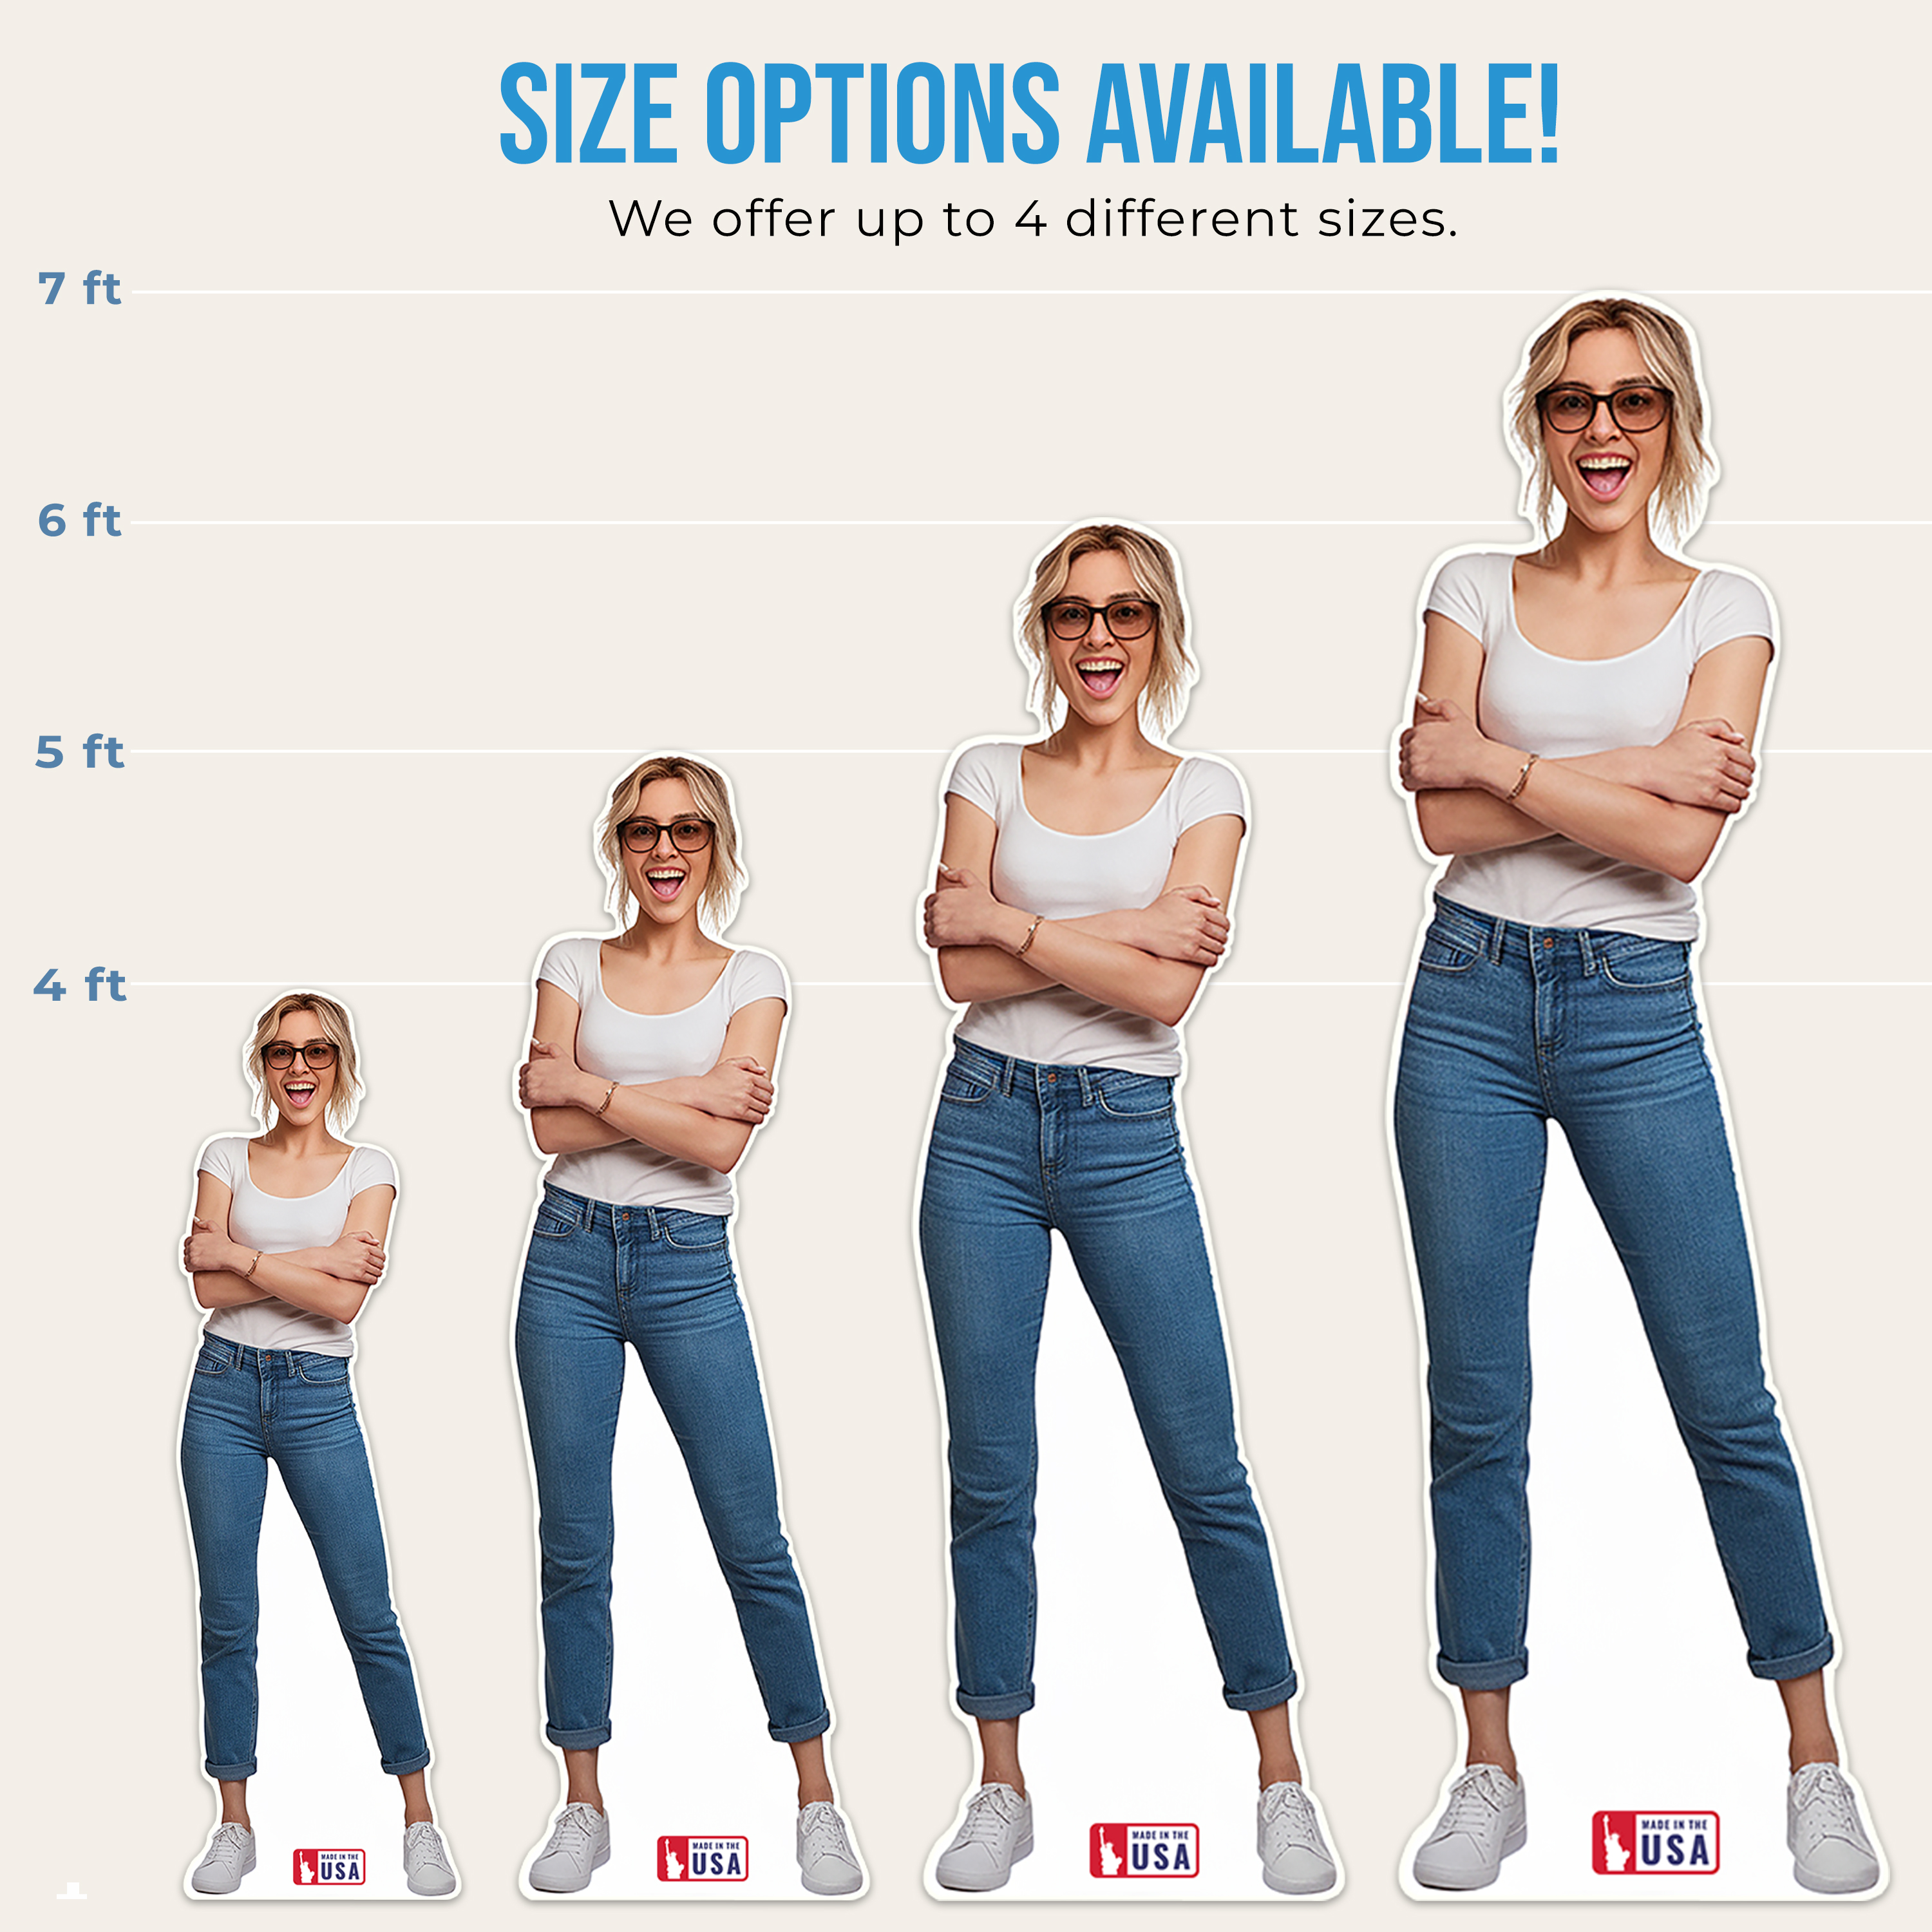 SIZE OPTIONS AVAILABLE!
We offer up to 4 different sizes.
7 ft
6 ft
5 ft
4 ft
MADE IN THE
USA
MADE IN THE
USA
MADE IN THE
USA
MADE IN THE
USA